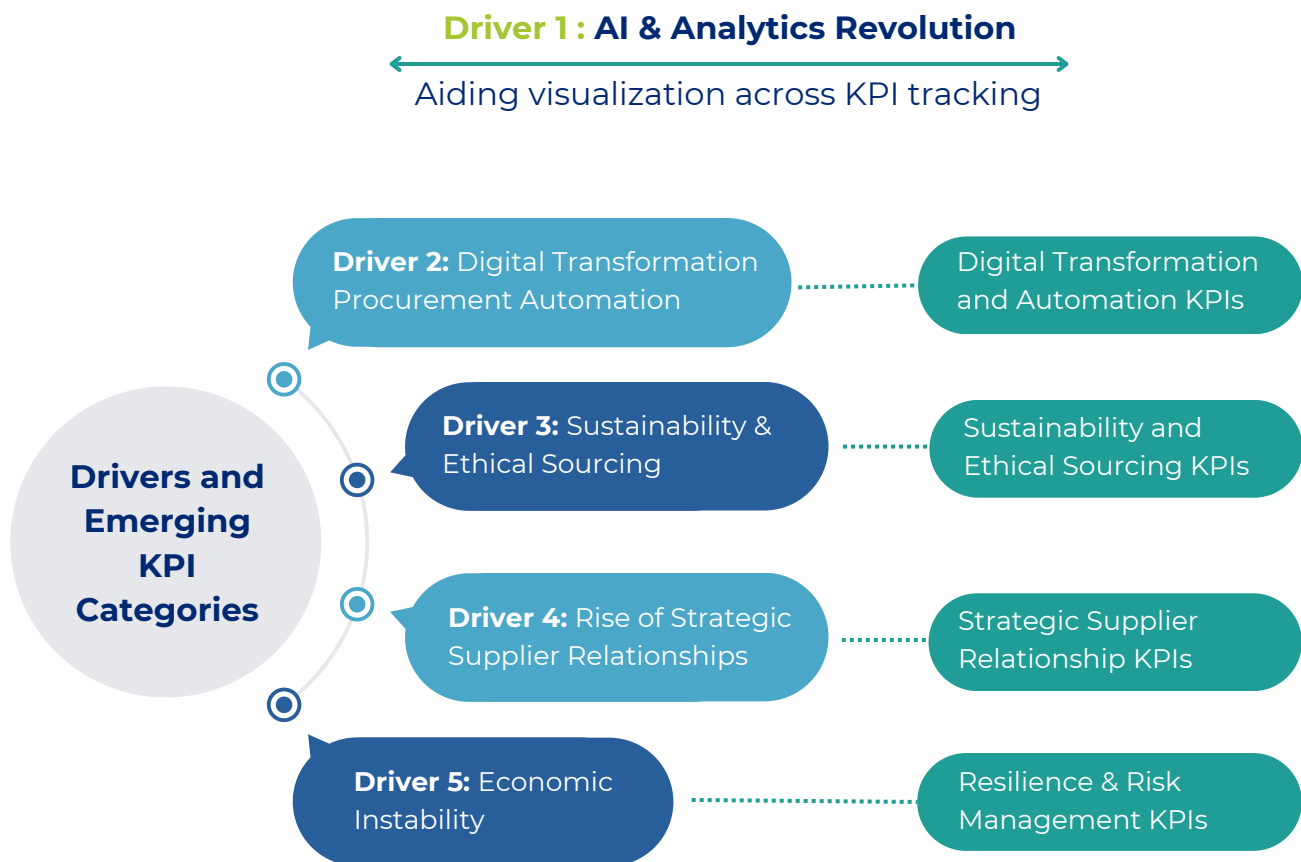 Driver 1 : AI & Analytics Revolution
Aiding visualization across KPI tracking
Driver 2: Digital Transformation
Procurement Automation
Digital Transformation
and Automation KPIs
Driver 3: Sustainability &
Ethical Sourcing
Sustainability and
Ethical Sourcing KPIs
Drivers and
Emerging
KPI
Categories
Driver 4: Rise of Strategic
Supplier Relationships
Strategic Supplier
Relationship KPIs
Driver 5: Economic
Instability
Resilience & Risk
Management KPIs